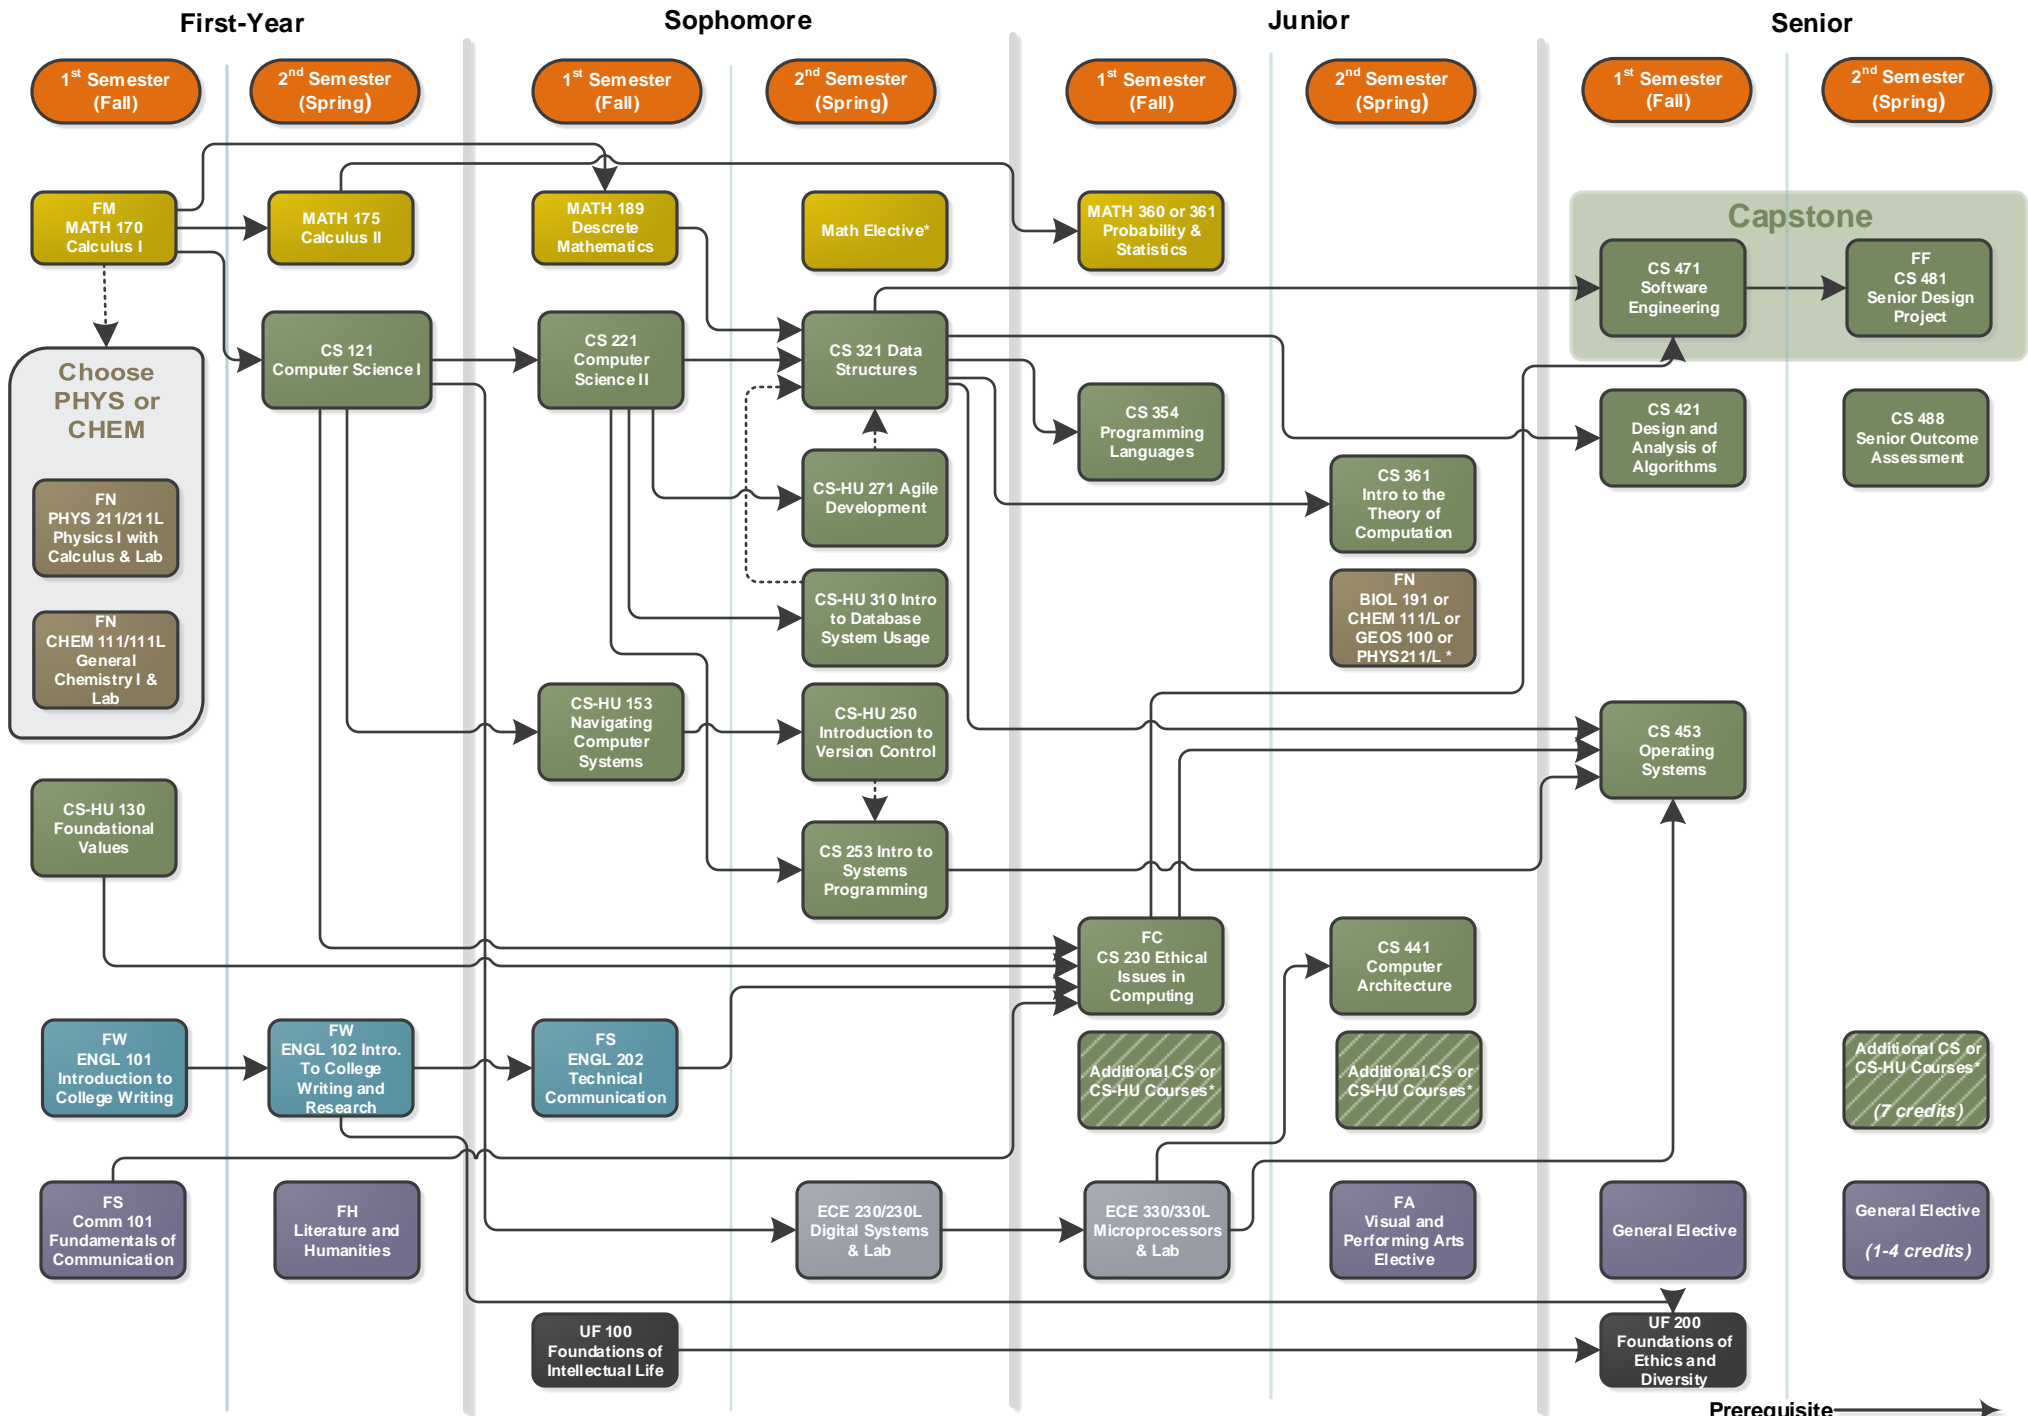 First-Year
Sophomore
Junior
Senior
1st Semester
(Fall)
2nd Semester
(Spring)
1st Semester
(Fall)
2nd Semester
(Spring)
1st Semester
(Fall)
2nd Semester
(Spring)
1st Semester
(Fall)
2nd Semester
(Spring)
FM
MATH 170
Calculus I
MATH 175
Calculus II
MATH 189
Descrete
Mathematics
Math Elective*
MATH 360 or 361
Probability &
Statistics
Capstone
CS 471
Software
Engineering
FF
CS 481
Senior Design
Project
CS 121
Computer Science I
CS 221
Computer
Science II
CS 321 Data
Structures
Choose
PHYS or
CHEM
FN
PHYS 211/211L
Physics I with
Calculus & Lab
FN
CHEM 111/111L
General
Chemistry I &
Lab
CS 354
Programming
Languages
CS 421
Design and
Analysis of
Algorithms
CS 488
Senior Outcome
Assessment
CS-HU 271 Agile
Development
CS 361
Intro to the
Theory of
Computation
CS-HU 310 Intro
to Database
System Usage
FN
BIOL 191 or
CHEM 111/L or
GEOS 100 or
PHYS211/L *
CS-HU 153
Navigating
Computer
Systems
CS-HU 250
Introduction to
Version Control
CS 453
Operating
Systems
CS-HU 130
Foundational
Values
CS 253 Intro to
Systems
Programming
FC
CS 230 Ethical
Issues in
Computing
CS 441
Computer
Architecture
FW
ENGL 101
Introduction to
College Writing
FW
ENGL 102 Intro.
To College
Writing and
Research
FS
ENGL 202
Technical
Communication
Additional CS or
CS-HU Courses*
Additional CS or
CS-HU Courses*
Additional CS or
CS-HU Courses*
(7 credits)
FS
Comm 101
Fundamentals of
Communication
FH
Literature and
Humanities
ECE 230/230L
Digital Systems
& Lab
ECE 330/330L
Microprocessors
& Lab
FA
Visual and
Performing Arts
Elective
General Elective
General Elective
(1-4 credits)
UF 100
Foundations of
Intellectual Life
UF 200
Foundations of
Ethics and
Diversity
Prerequisite